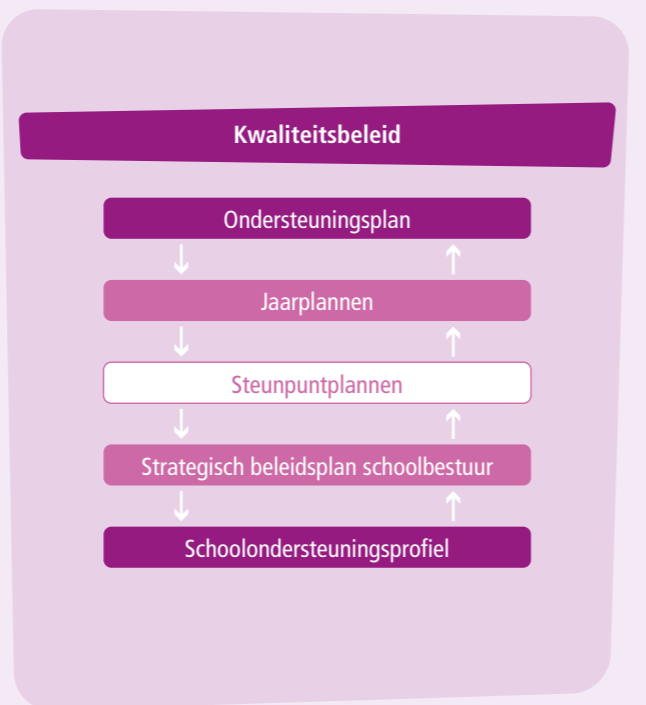 Kwaliteitsbeleid
Ondersteuningsplan
Jaarplannen
Steunpuntplannen
Strategisch beleidsplan schoolbestuur
Schoolondersteuningsprofiel